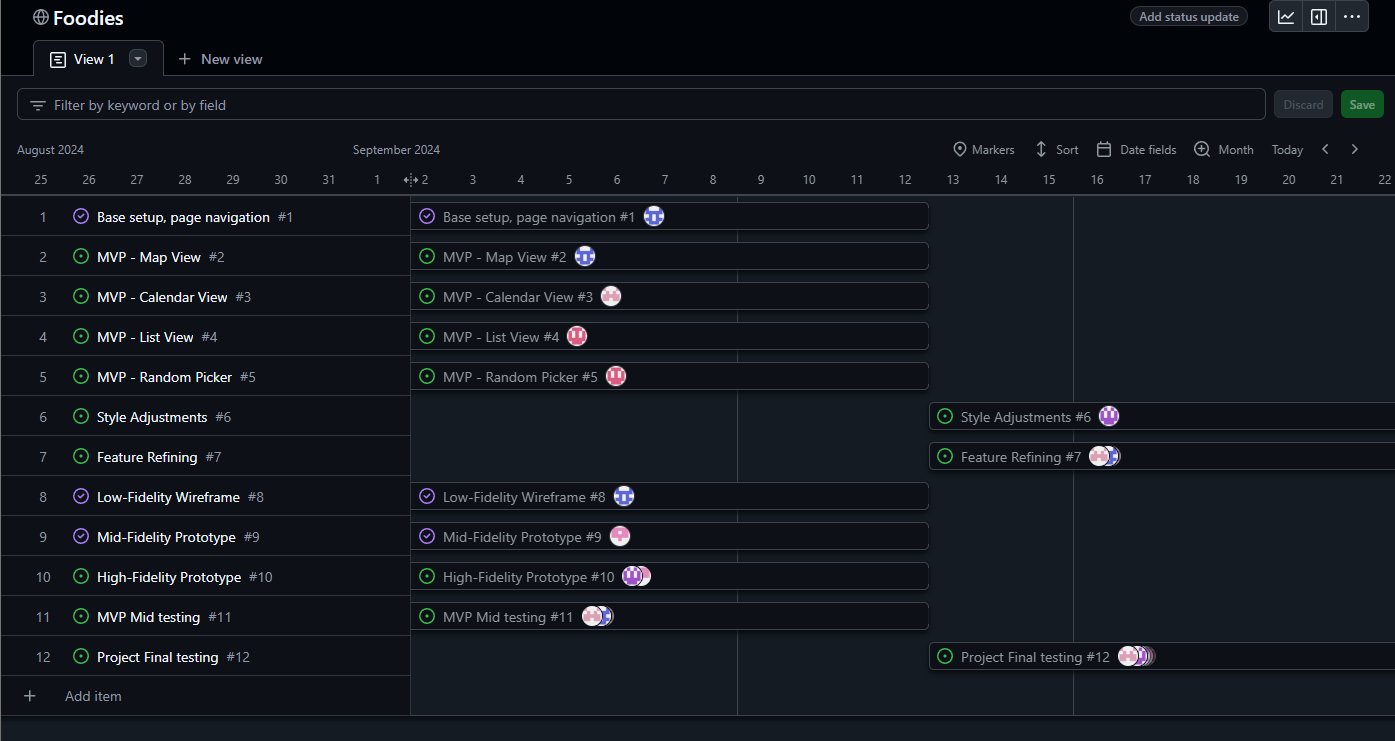 Foodies
Add status update
View 1
New view
Filter by keyword or by field
Discard
Save
August 2024
September 2024
Markers
Sort
Date fields
Month
Today
25 26 27 28 29 30 31 1 2 3 4 5 6 7 8 9 10 11 12 13 14 15 16 17 18 19 20 21 22
1 Base setup, page navigation #1 Base setup, page navigation #1
2 MVP - Map View #2 MVP - Map View #2
3 MVP - Calendar View #3 MVP - Calendar View #3
4 MVP - List View #4 MVP - List View #4
5 MVP - Random Picker #5 MVP - Random Picker #5
6 Style Adjustments #6 Style Adjustments #6
7 Feature Refining #7 Feature Refining #7
8 Low-Fidelity Wireframe #8 Low-Fidelity Wireframe #8
9 Mid-Fidelity Prototype #9 Mid-Fidelity Prototype #9
10 High-Fidelity Prototype #10 High-Fidelity Prototype #10
11 MVP Mid testing #11 MVP Mid testing #11
12 Project Final testing #12 Project Final testing #12
Add item